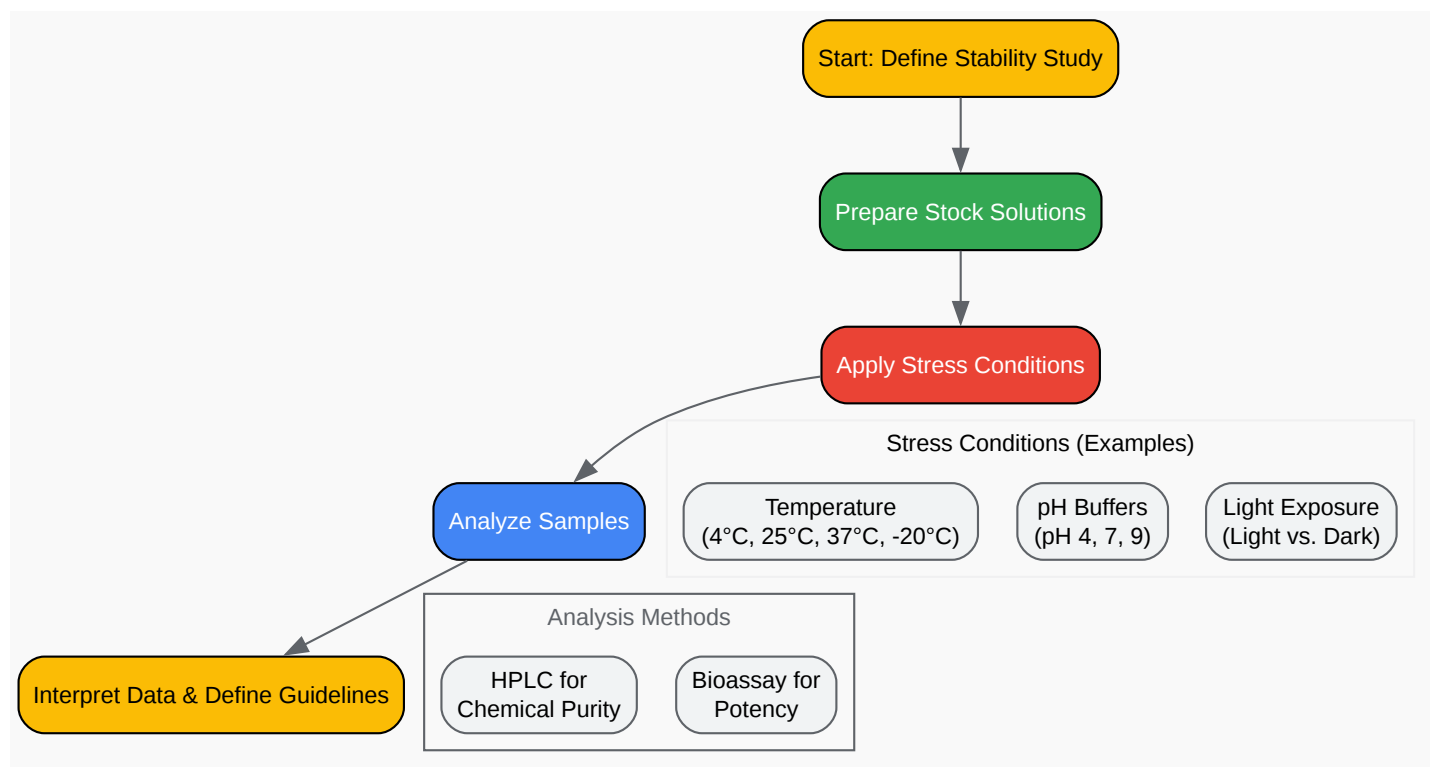 Start: Define Stability Study
Prepare Stock Solutions
Apply Stress Conditions
Stress Conditions (Examples)
Analyze Samples
Temperature
(4°C, 25°C, 37°C, -20°C)
pH Buffers
(pH 4, 7, 9)
Light Exposure
(Light vs. Dark)
Analysis Methods
Interpret Data & Define Guidelines
HPLC for
Chemical Purity
Bioassay for
Potency